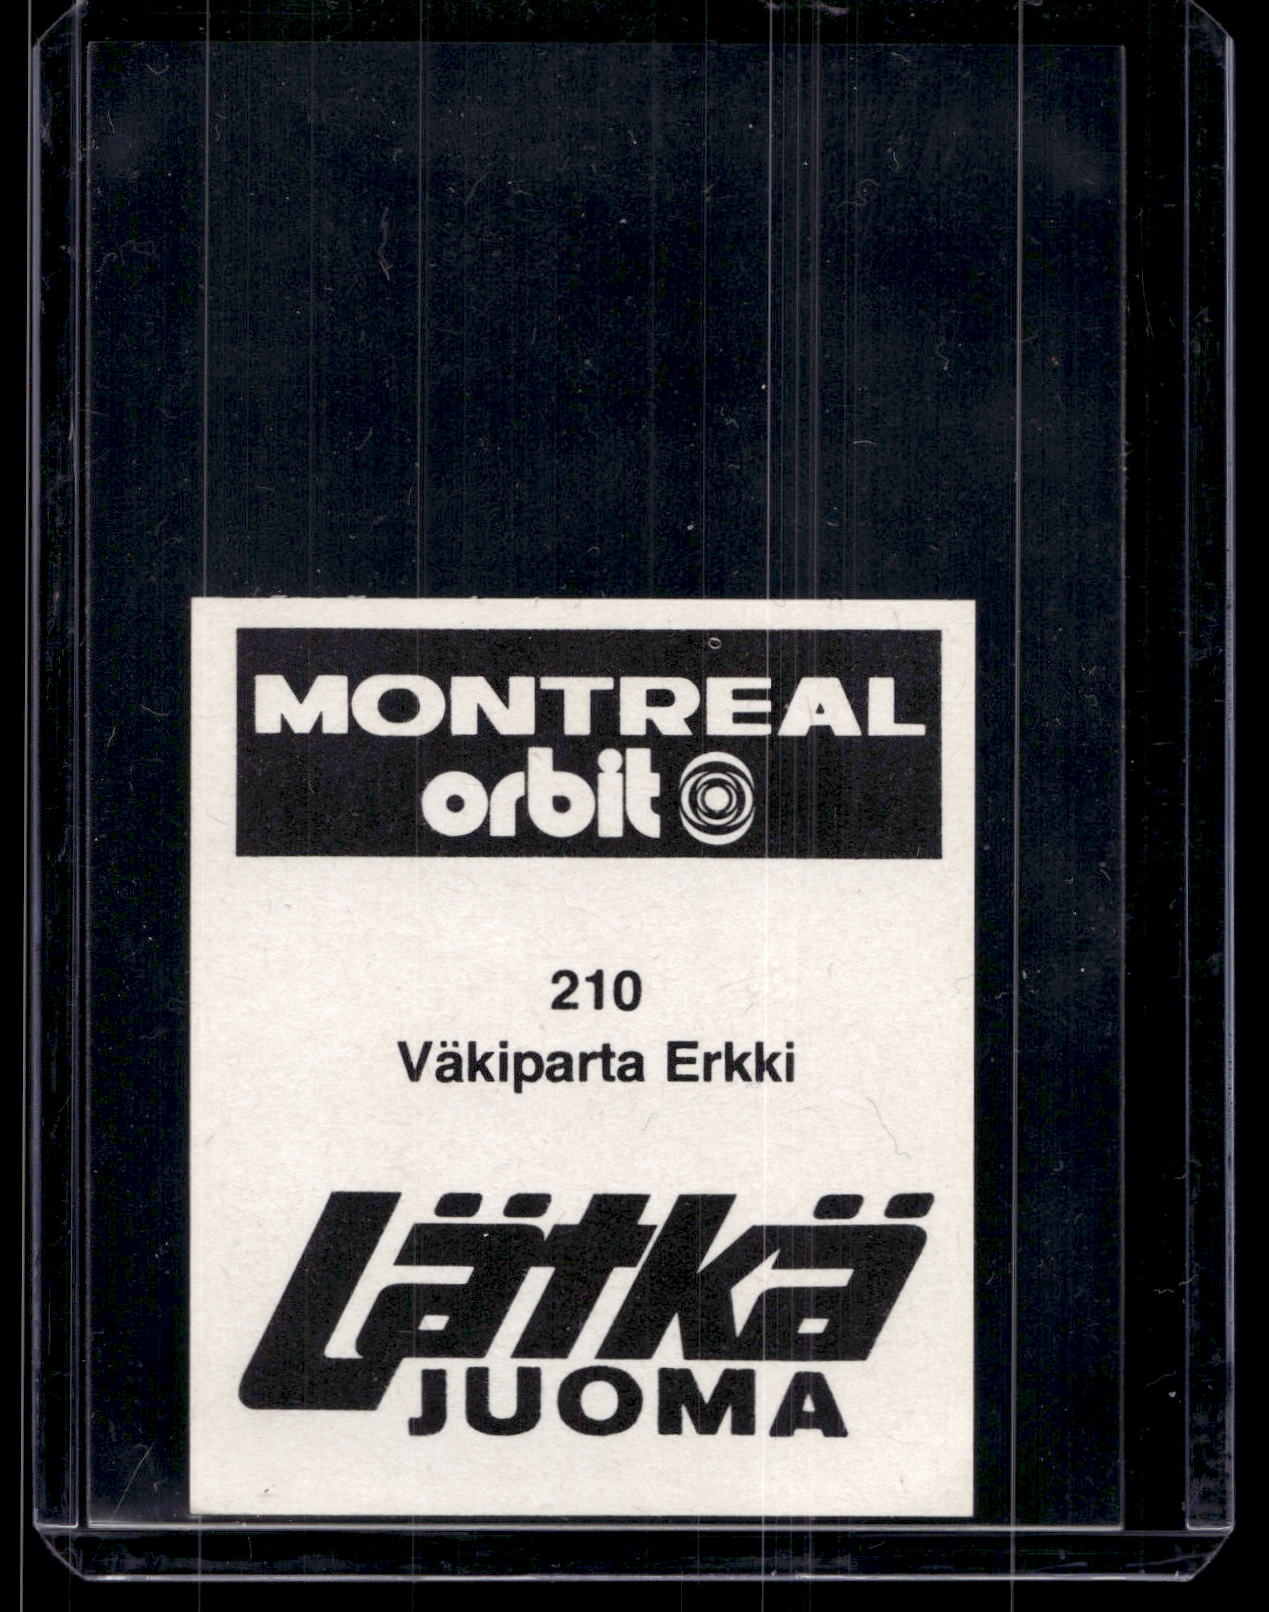 MONTREAL
orbit
210
Väkiparta Erkki
Lätkä
JUOMA